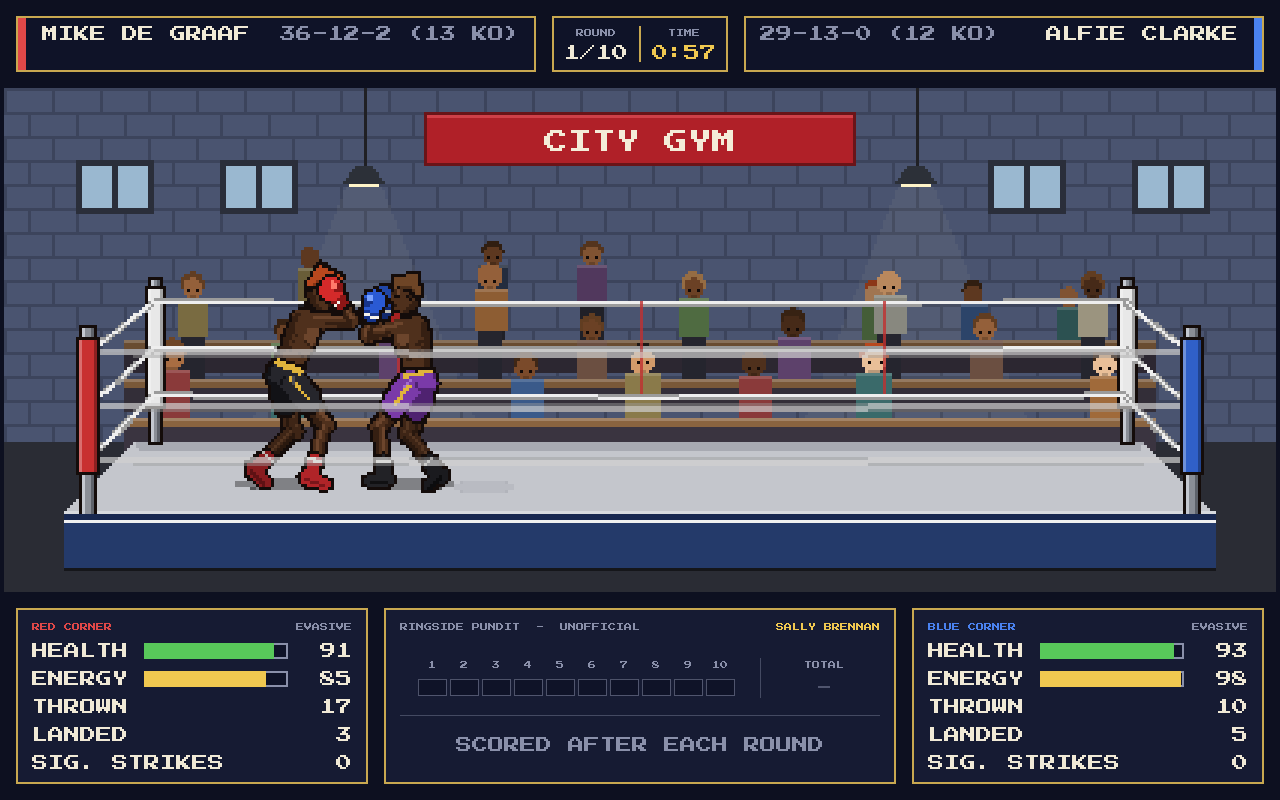 MIKE DE GRAAF 36-12-2 (13 KO)
ROUND
1/10
TIME
0:57
29-13-0 (12 KO) ALFIE CLARKE
CITY GYM
RED CORNER EVASIVE
HEALTH 91
ENERGY 85
THROWN 17
LANDED 3
SIG. STRIKES 0
RINGSIDE PUNDIT - UNOFFICIAL SALLY BRENNAN
1 2 3 4 5 6 7 8 9 10 TOTAL
—
SCORED AFTER EACH ROUND
BLUE CORNER EVASIVE
HEALTH 93
ENERGY 98
THROWN 10
LANDED 5
SIG. STRIKES 0